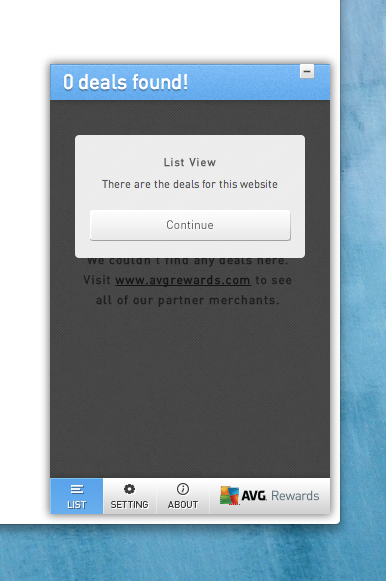 0 deals found!
List View
There are the deals for this website
Continue
We couldn't find any deals here.
Visit www.avgrewards.com to see
all of our partner merchants.
LIST
SETTING
ABOUT
AVG. Rewards